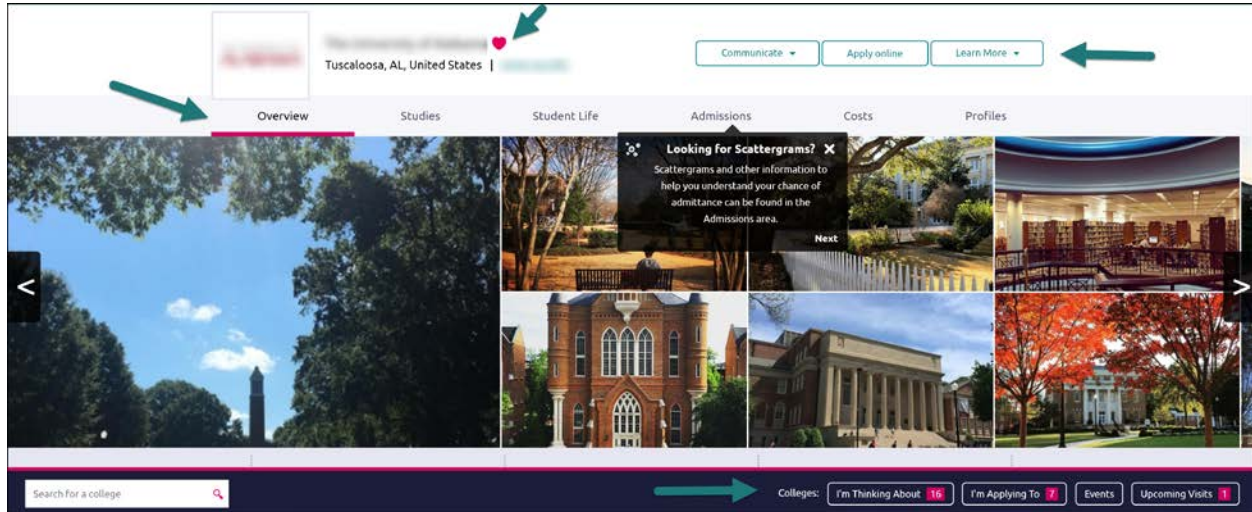 Tuscaloosa, AL, United States |
Communicate
Apply online
Learn More
Overview
Studies
Student Life
Admissions
Costs
Profiles
Looking for Scattergrams? X
Scattergrams and other information to
help you understand your chance of
admittance can be found in the
Admissions area.
Next
<
>
Search for a college
Colleges:
I'm Thinking About 16
I'm Applying To 7
Events
Upcoming Visits 1